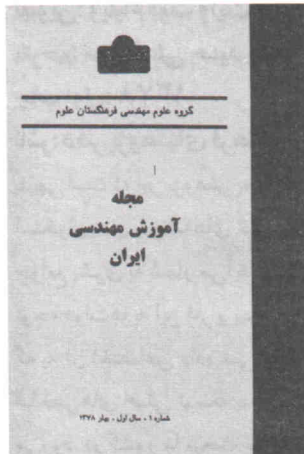 گروه علوم مهندسی فرهنگستان علوم
مجله
آموزش مهندسی
ایران
شماره ۱ - سال اول - بهار ۱۳۷۸